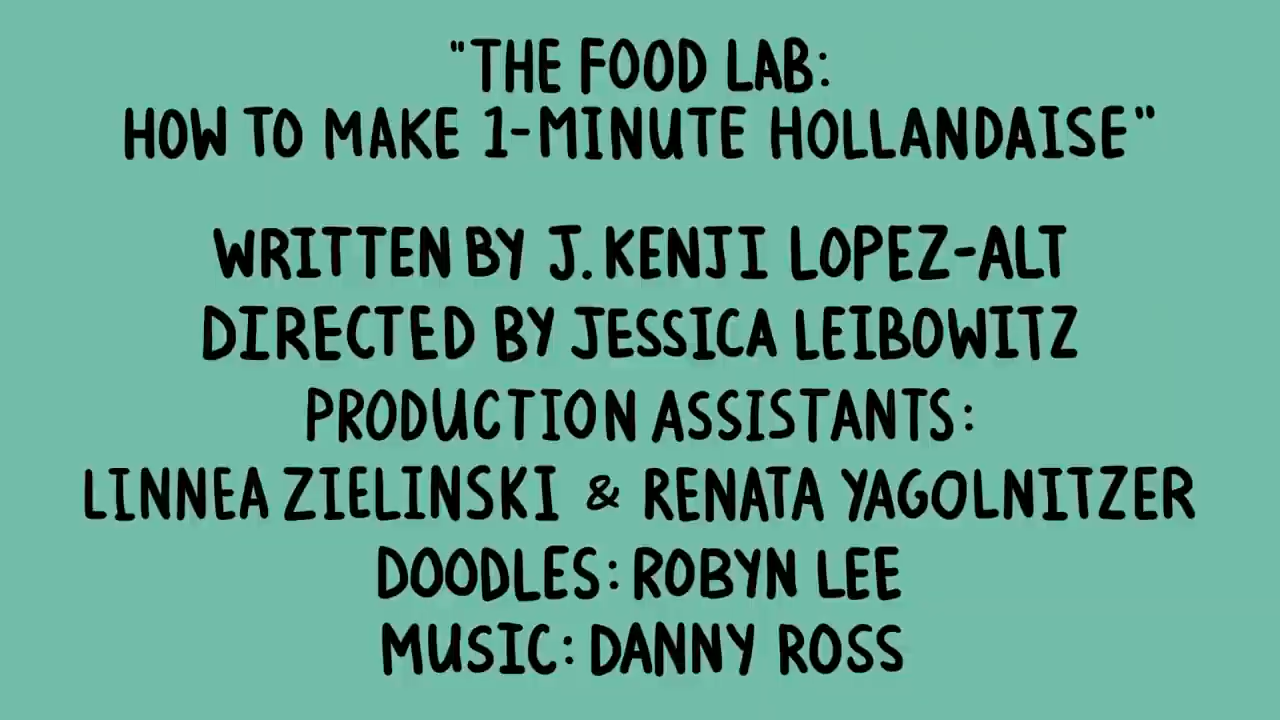 "THE FOOD LAB:
HOW TO MAKE 1-MINUTE HOLLANDAISE"
WRITTEN BY J. KENJI LOPEZ-ALT
DIRECTED BY JESSICA LEIBOWITZ
PRODUCTION ASSISTANTS:
LINNEA ZIELINSKI & RENATA YAGOLNITZER
DOODLES: ROBYN LEE
MUSIC: DANNY ROSS